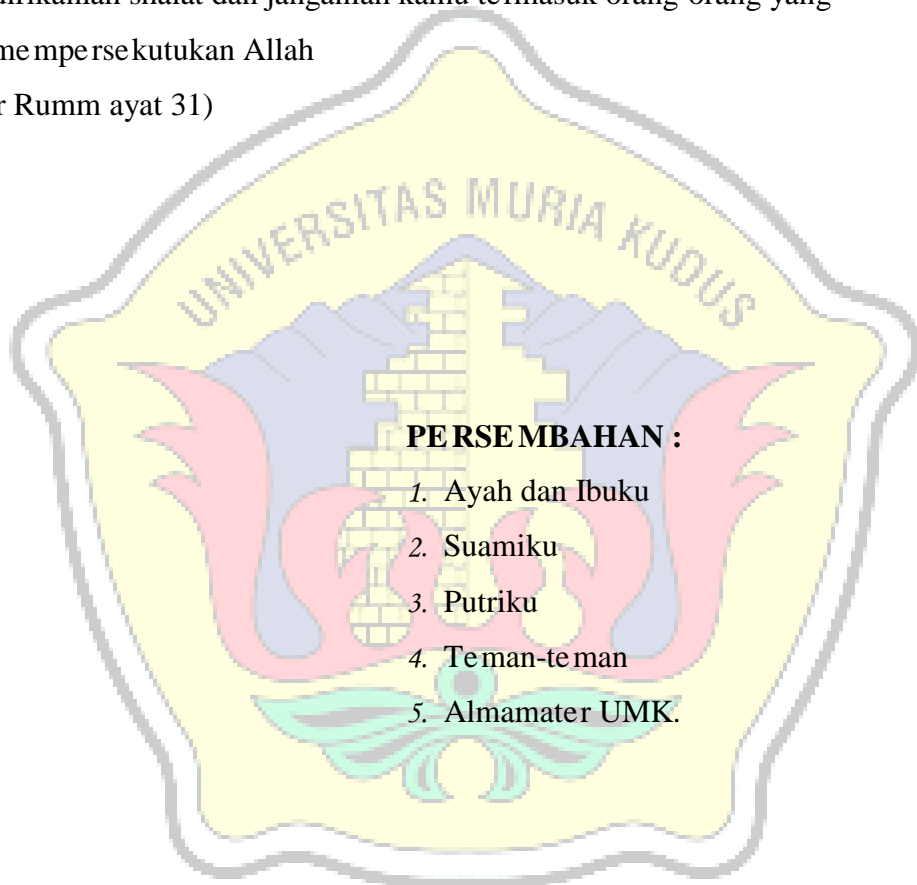 shalat dan janganlah kamu termasuk orang-orang yang
mempersekutukan Allah
Rumm ayat 31)
UNIVERSITAS MURIA KUDUS
PERSEMBAHAN :
1. Ayah dan Ibuku
2. Suamiku
3. Putriku
4. Teman-teman
5. Almamater UMK.